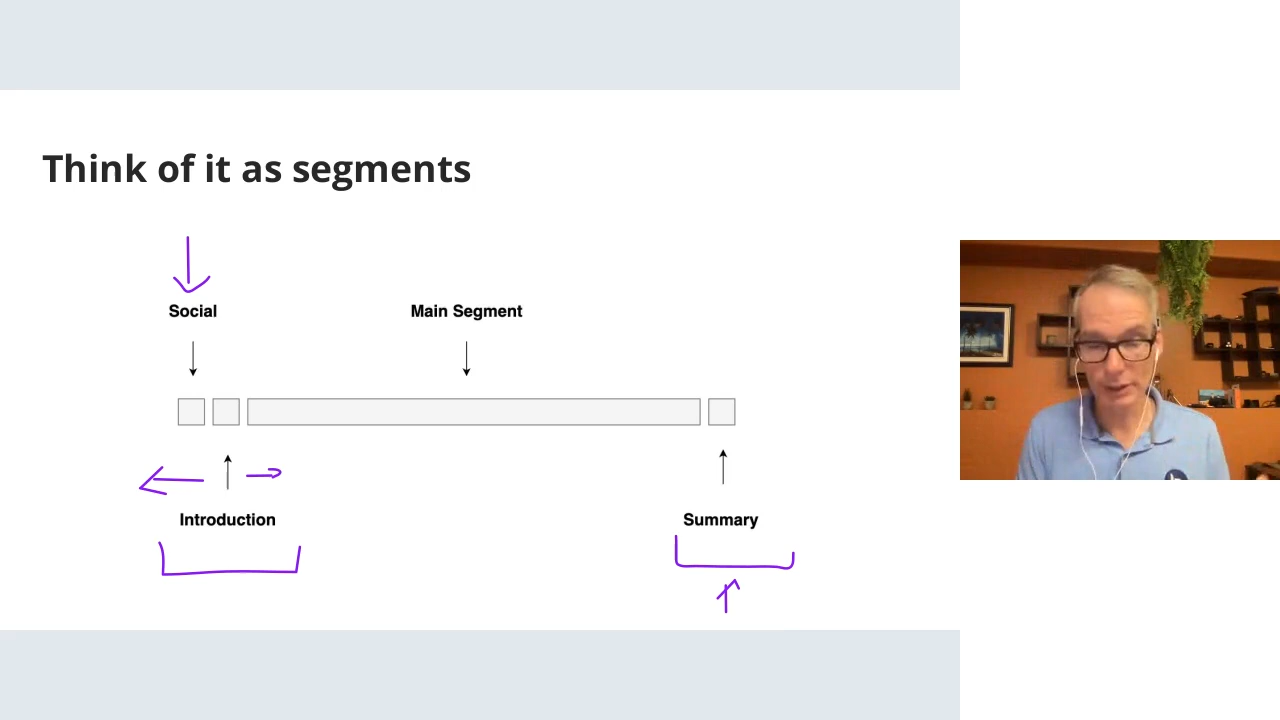 Think of it as segments
Social
Main Segment
Introduction
Summary